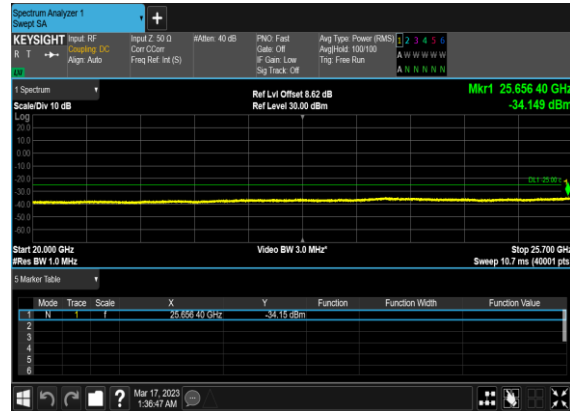 Spectrum Analyzer 1
Swept SA
+
KEYSIGHT Input: RF Input Z: 50 Ω #Atten: 40 dB PNO: Fast Avg Type: Power (RMS) 1 2 3 4 5 6
R T Coupling: DC Corr CCorr Gate: Off Avg|Hold: 100/100 A W W W W W
Align: Auto Freq Ref: Int (S) IF Gain: Low Trig: Free Run
Sig Track: Off A N N N N N
1 Spectrum Ref Lvl Offset 8.62 dB Mkr1 25.656 40 GHz
Scale/Div 10 dB Ref Level 30.00 dBm -34.149 dBm
Log
20.0
10.0
0.00
-10.0
-20.0
DL1 -25.00
-30.0
-40.0
-50.0
-60.0
Start 20.000 GHz Video BW 3.0 MHz* Stop 25.700 GHz
#Res BW 1.0 MHz Sweep 10.7 ms (40001 pts
5 Marker Table
Mode Trace Scale X Y Function Function Width Function Value
1 N 1 f 25.656 40 GHz -34.15 dBm
2
3
4
5
6
? Mar 17, 2023
1:36:47 AM